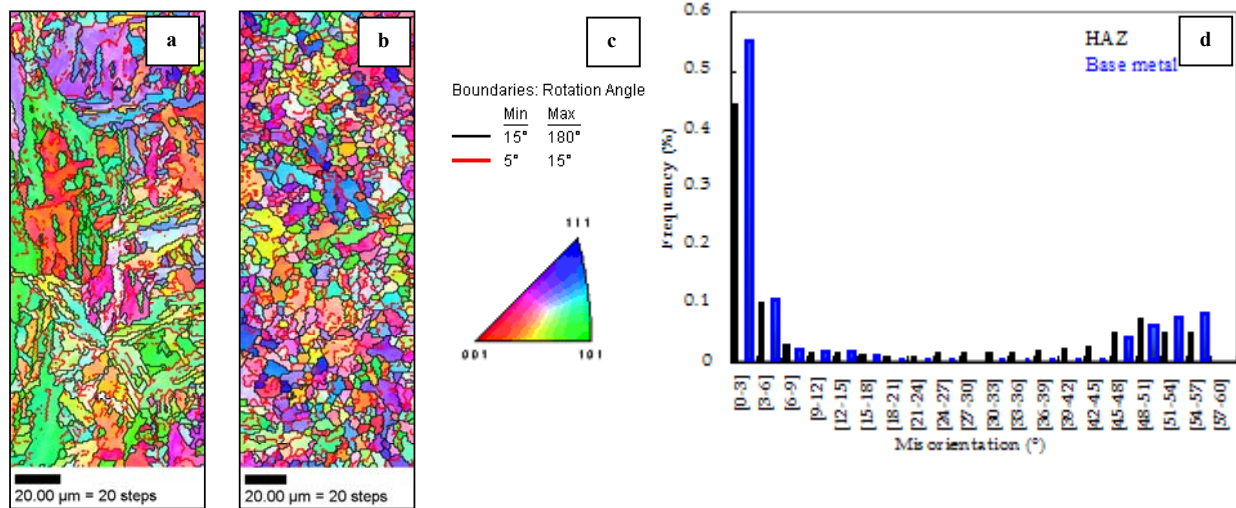 a
20.00 µm = 20 steps
b
20.00 µm = 20 steps
c
Boundaries: Rotation Angle
Min Max
15° 180°
5° 15°
111
001 101
d
HAZ
Base metal
Frequency (%)
0.6
0.5
0.4
0.3
0.2
0.1
0
[0-3]
[3-6]
[6-9]
[9-12]
[12-15]
[15-18]
[18-21]
[21-24]
[24-27]
[27-30]
[30-33]
[33-36]
[36-39]
[39-42]
[42-45]
[45-48]
[48-51]
[51-54]
[54-57]
[57-60]
Misorientation (°)